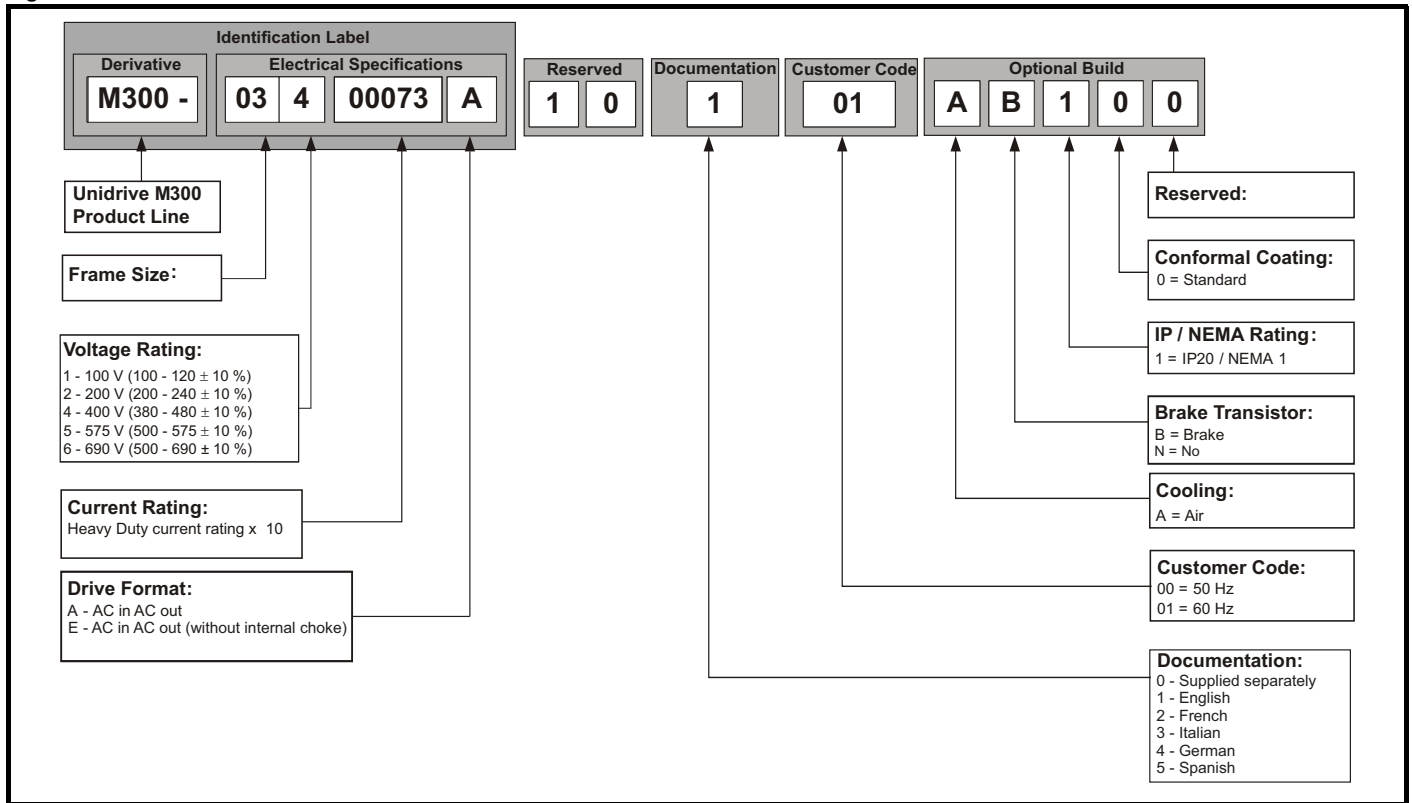 Identification Label
Derivative
Electrical Specifications
Reserved
Documentation
Customer Code
Optional Build
M300 -
03 4 00073 A
1 0
1
01
A B 1 0 0
Unidrive M300
Product Line
Frame Size:
Voltage Rating:
1 - 100 V (100 - 120 ± 10 %)
2 - 200 V (200 - 240 ± 10 %)
4 - 400 V (380 - 480 ± 10 %)
5 - 575 V (500 - 575 ± 10 %)
6 - 690 V (500 - 690 ± 10 %)
Current Rating:
Heavy Duty current rating x 10
Drive Format:
A - AC in AC out
E - AC in AC out (without internal choke)
Reserved:
Conformal Coating:
0 = Standard
IP / NEMA Rating:
1 = IP20 / NEMA 1
Brake Transistor:
B = Brake
N = No
Cooling:
A = Air
Customer Code:
00 = 50 Hz
01 = 60 Hz
Documentation:
0 - Supplied separately
1 - English
2 - French
3 - Italian
4 - German
5 - Spanish